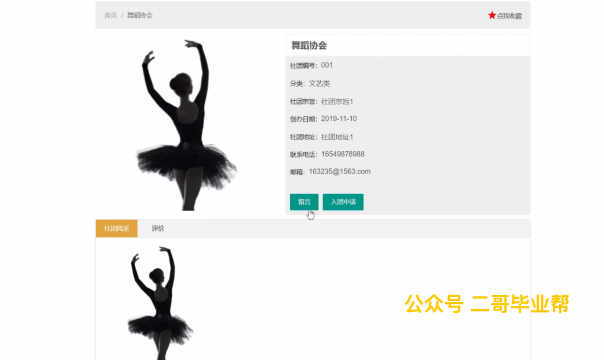 首页 / 舞蹈协会
点我收藏
舞蹈协会
社团编号：001
分类：文艺类
社团宗旨：社团宗旨1
创办日期：2019-11-10
社团地址：社团地址1
联系电话：16549878988
邮箱：163235@1563.com
留言 入团申请
社团风采 评价
公众号 二哥毕业帮